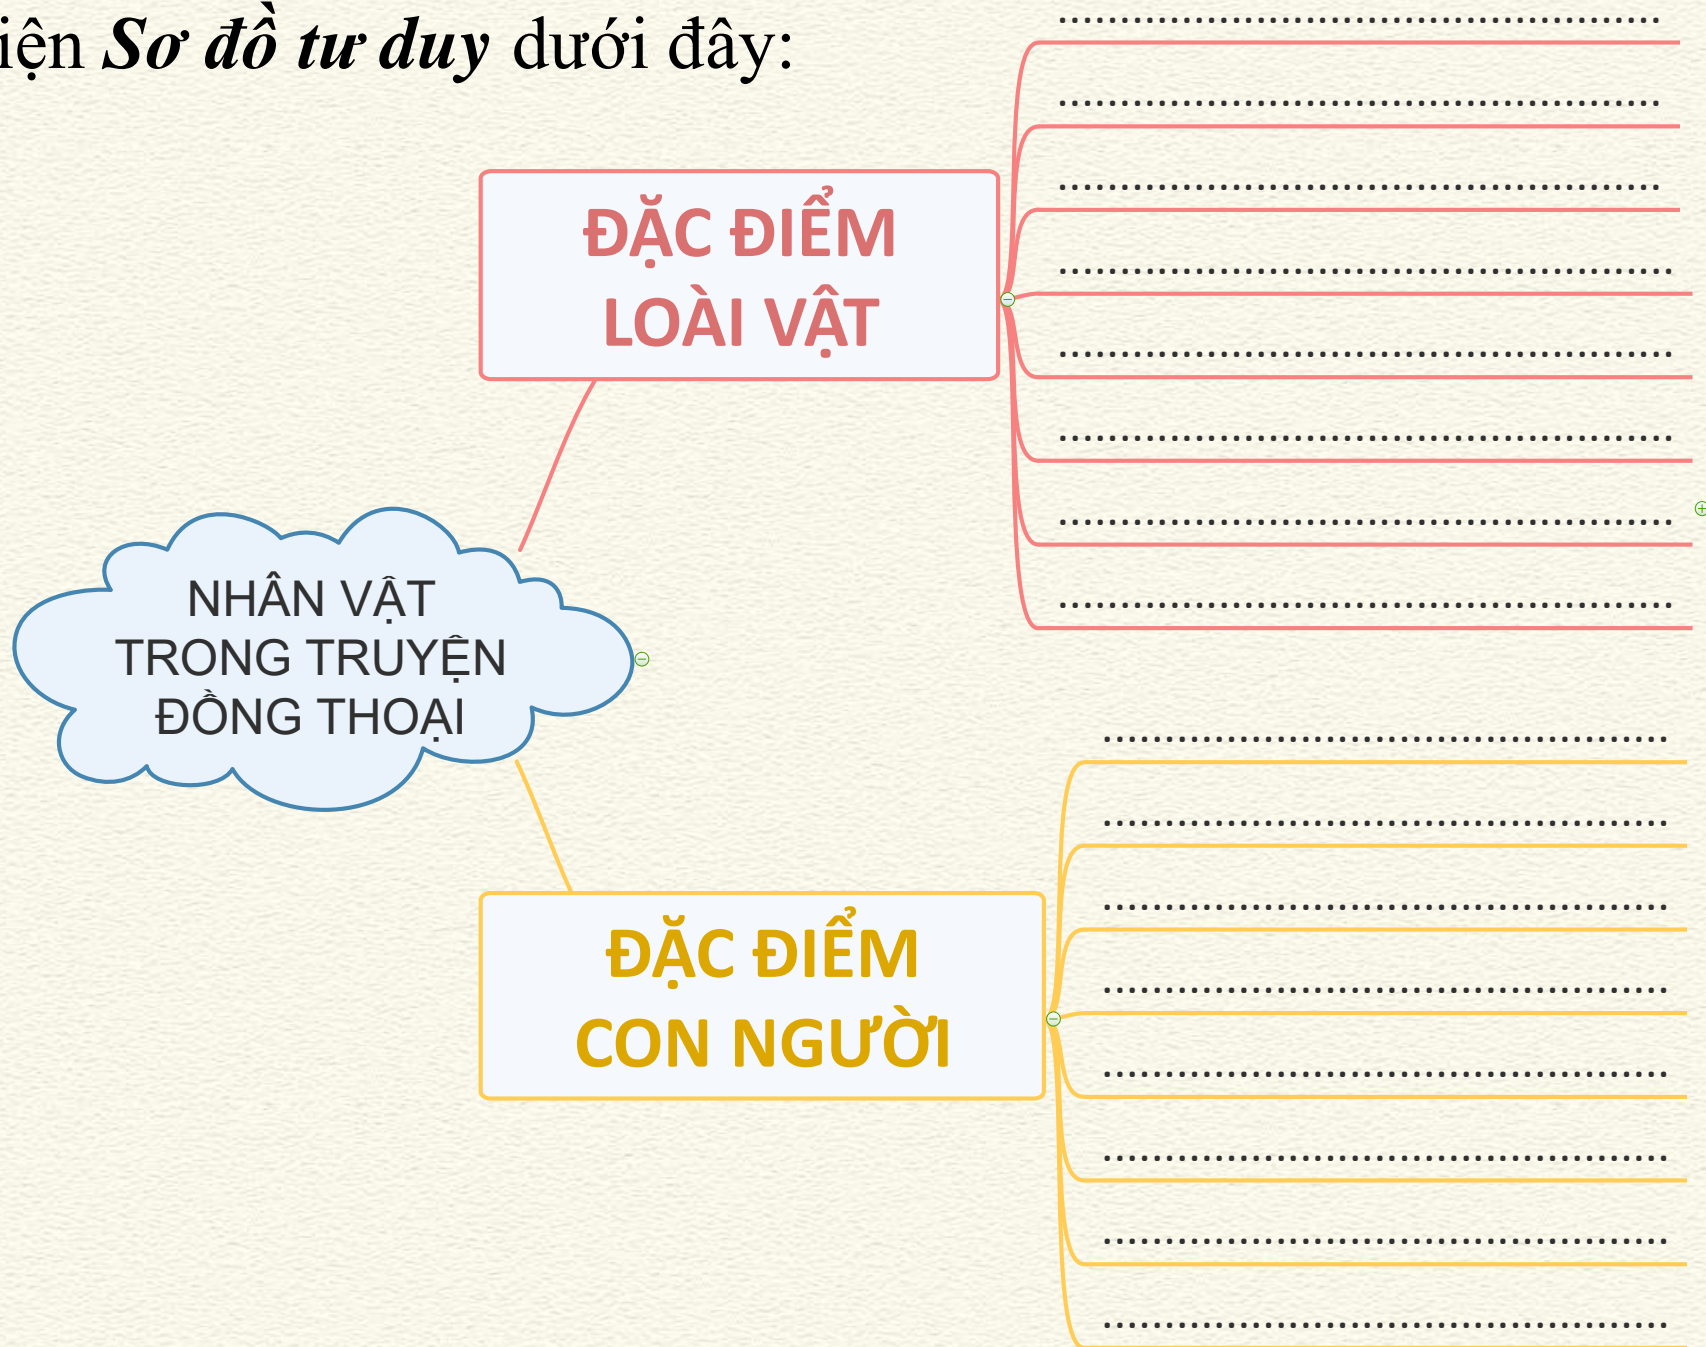 iện Sơ đồ tư duy dưới đây:
ĐẶC ĐIỂM
LOÀI VẬT
NHÂN VẬT
TRONG TRUYỆN
ĐỒNG THOẠI
ĐẶC ĐIỂM
CON NGƯỜI